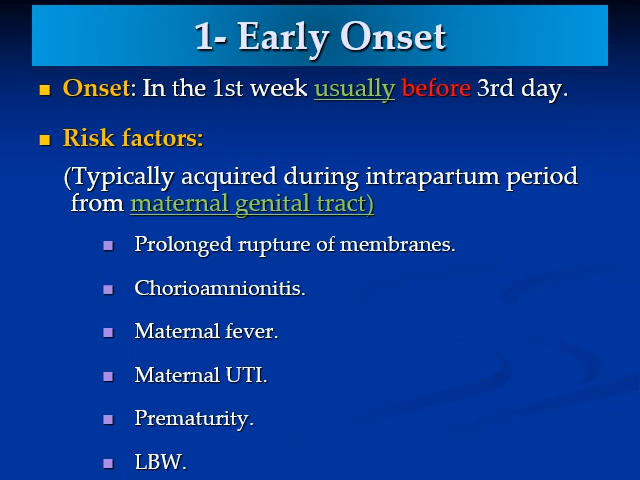 1- Early Onset
Onset: In the 1st week usually before 3rd day.
Risk factors:
(Typically acquired during intrapartum period
from maternal genital tract)
Prolonged rupture of membranes.
Chorioamnionitis.
Maternal fever.
Maternal UTI.
Prematurity.
LBW.